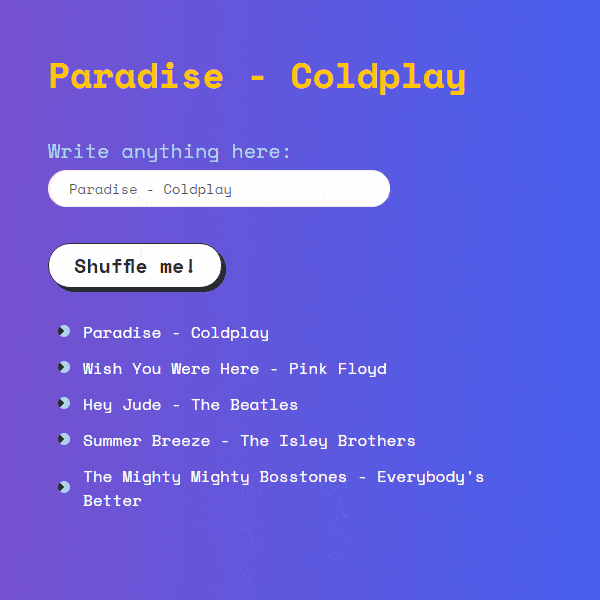 Paradise - Coldplay
Write anything here:
Paradise - Coldplay
Shuffle me!
Paradise - Coldplay
Wish You Were Here - Pink Floyd
Hey Jude - The Beatles
Summer Breeze - The Isley Brothers
The Mighty Mighty Bosstones - Everybody's
Better